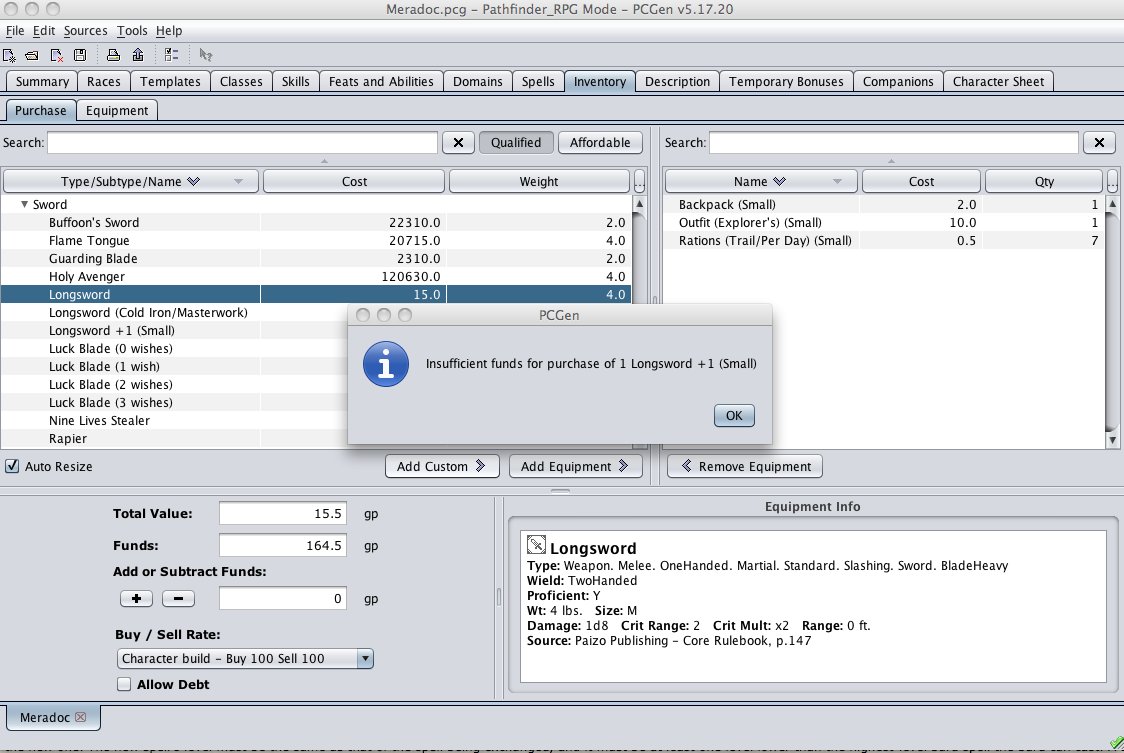 Meradoc.pcg – Pathfinder_RPG Mode – PCGen v5.17.20
File Edit Sources Tools Help
Summary Races Templates Classes Skills Feats and Abilities Domains Spells Inventory Description Temporary Bonuses Companions Character Sheet
Purchase Equipment
Search: Qualified Affordable
Type/Subtype/Name Cost Weight ...
Sword
Buffoon's Sword 22310.0 2.0
Flame Tongue 20715.0 4.0
Guarding Blade 2310.0 2.0
Holy Avenger 120630.0 4.0
Longsword 15.0 4.0
Longsword (Cold Iron/Masterwork)
Longsword +1 (Small)
Luck Blade (0 wishes)
Luck Blade (1 wish)
Luck Blade (2 wishes)
Luck Blade (3 wishes)
Nine Lives Stealer
Rapier
Auto Resize Add Custom Add Equipment
Search:
Name Cost Qty ...
Backpack (Small) 2.0 1
Outfit (Explorer's) (Small) 10.0 1
Rations (Trail/Per Day) (Small) 0.5 7
Remove Equipment
PCGen
Insufficient funds for purchase of 1 Longsword +1 (Small)
OK
Total Value: 15.5 gp
Funds: 164.5 gp
Add or Subtract Funds:
+ – 0 gp
Buy / Sell Rate:
Character build – Buy 100 Sell 100
Allow Debt
Equipment Info
Longsword
Type: Weapon. Melee. OneHanded. Martial. Standard. Slashing. Sword. BladeHeavy
Wield: TwoHanded
Proficient: Y
Wt: 4 lbs. Size: M
Damage: 1d8 Crit Range: 2 Crit Mult: x2 Range: 0 ft.
Source: Paizo Publishing – Core Rulebook, p.147
Meradoc